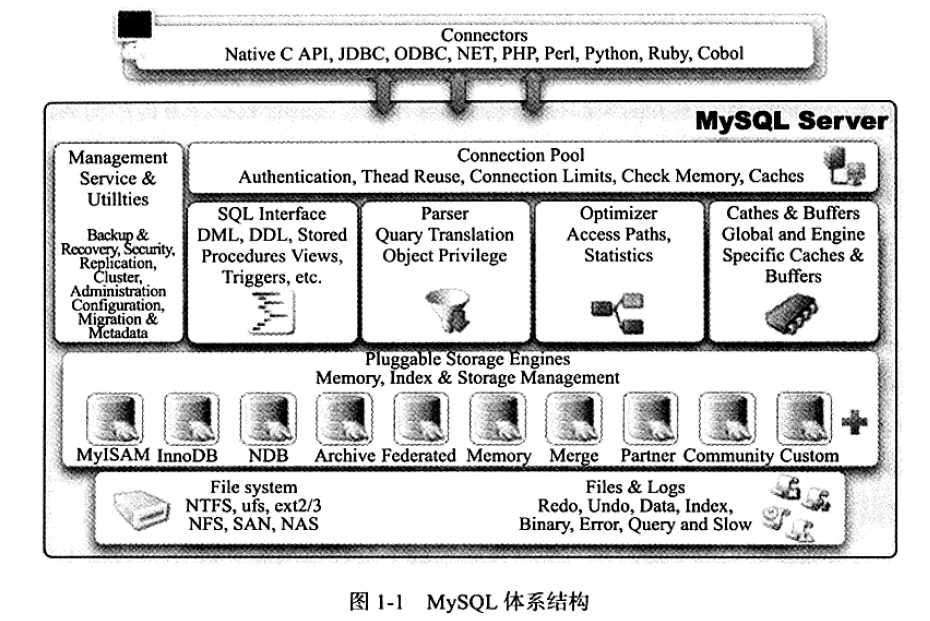 Connectors
Native C API, JDBC, ODBC, NET, PHP, Perl, Python, Ruby, Cobol
MySQL Server
Management
Service &
Utillties
Backup &
Recovery, Security,
Replication,
Cluster,
Administration
Configuration,
Migration &
Metadata
Connection Pool
Authentication, Thead Reuse, Connection Limits, Check Memory, Caches
SQL Interface
DML, DDL, Stored
Procedures Views,
Triggers, etc.
Parser
Quary Translation
Object Privilege
Optimizer
Access Paths,
Statistics
Cathes & Buffers
Global and Engine
Specific Caches &
Buffers
Pluggable Storage Engines
Memory, Index & Storage Management
MyISAM InnoDB NDB Archive Federated Memory Merge Partner Community Custom
File system
NTFS, ufs, ext2/3
NFS, SAN, NAS
Files & Logs
Redo, Undo, Data, Index,
Binary, Error, Query and Slow
图 1-1 MySQL 体系结构